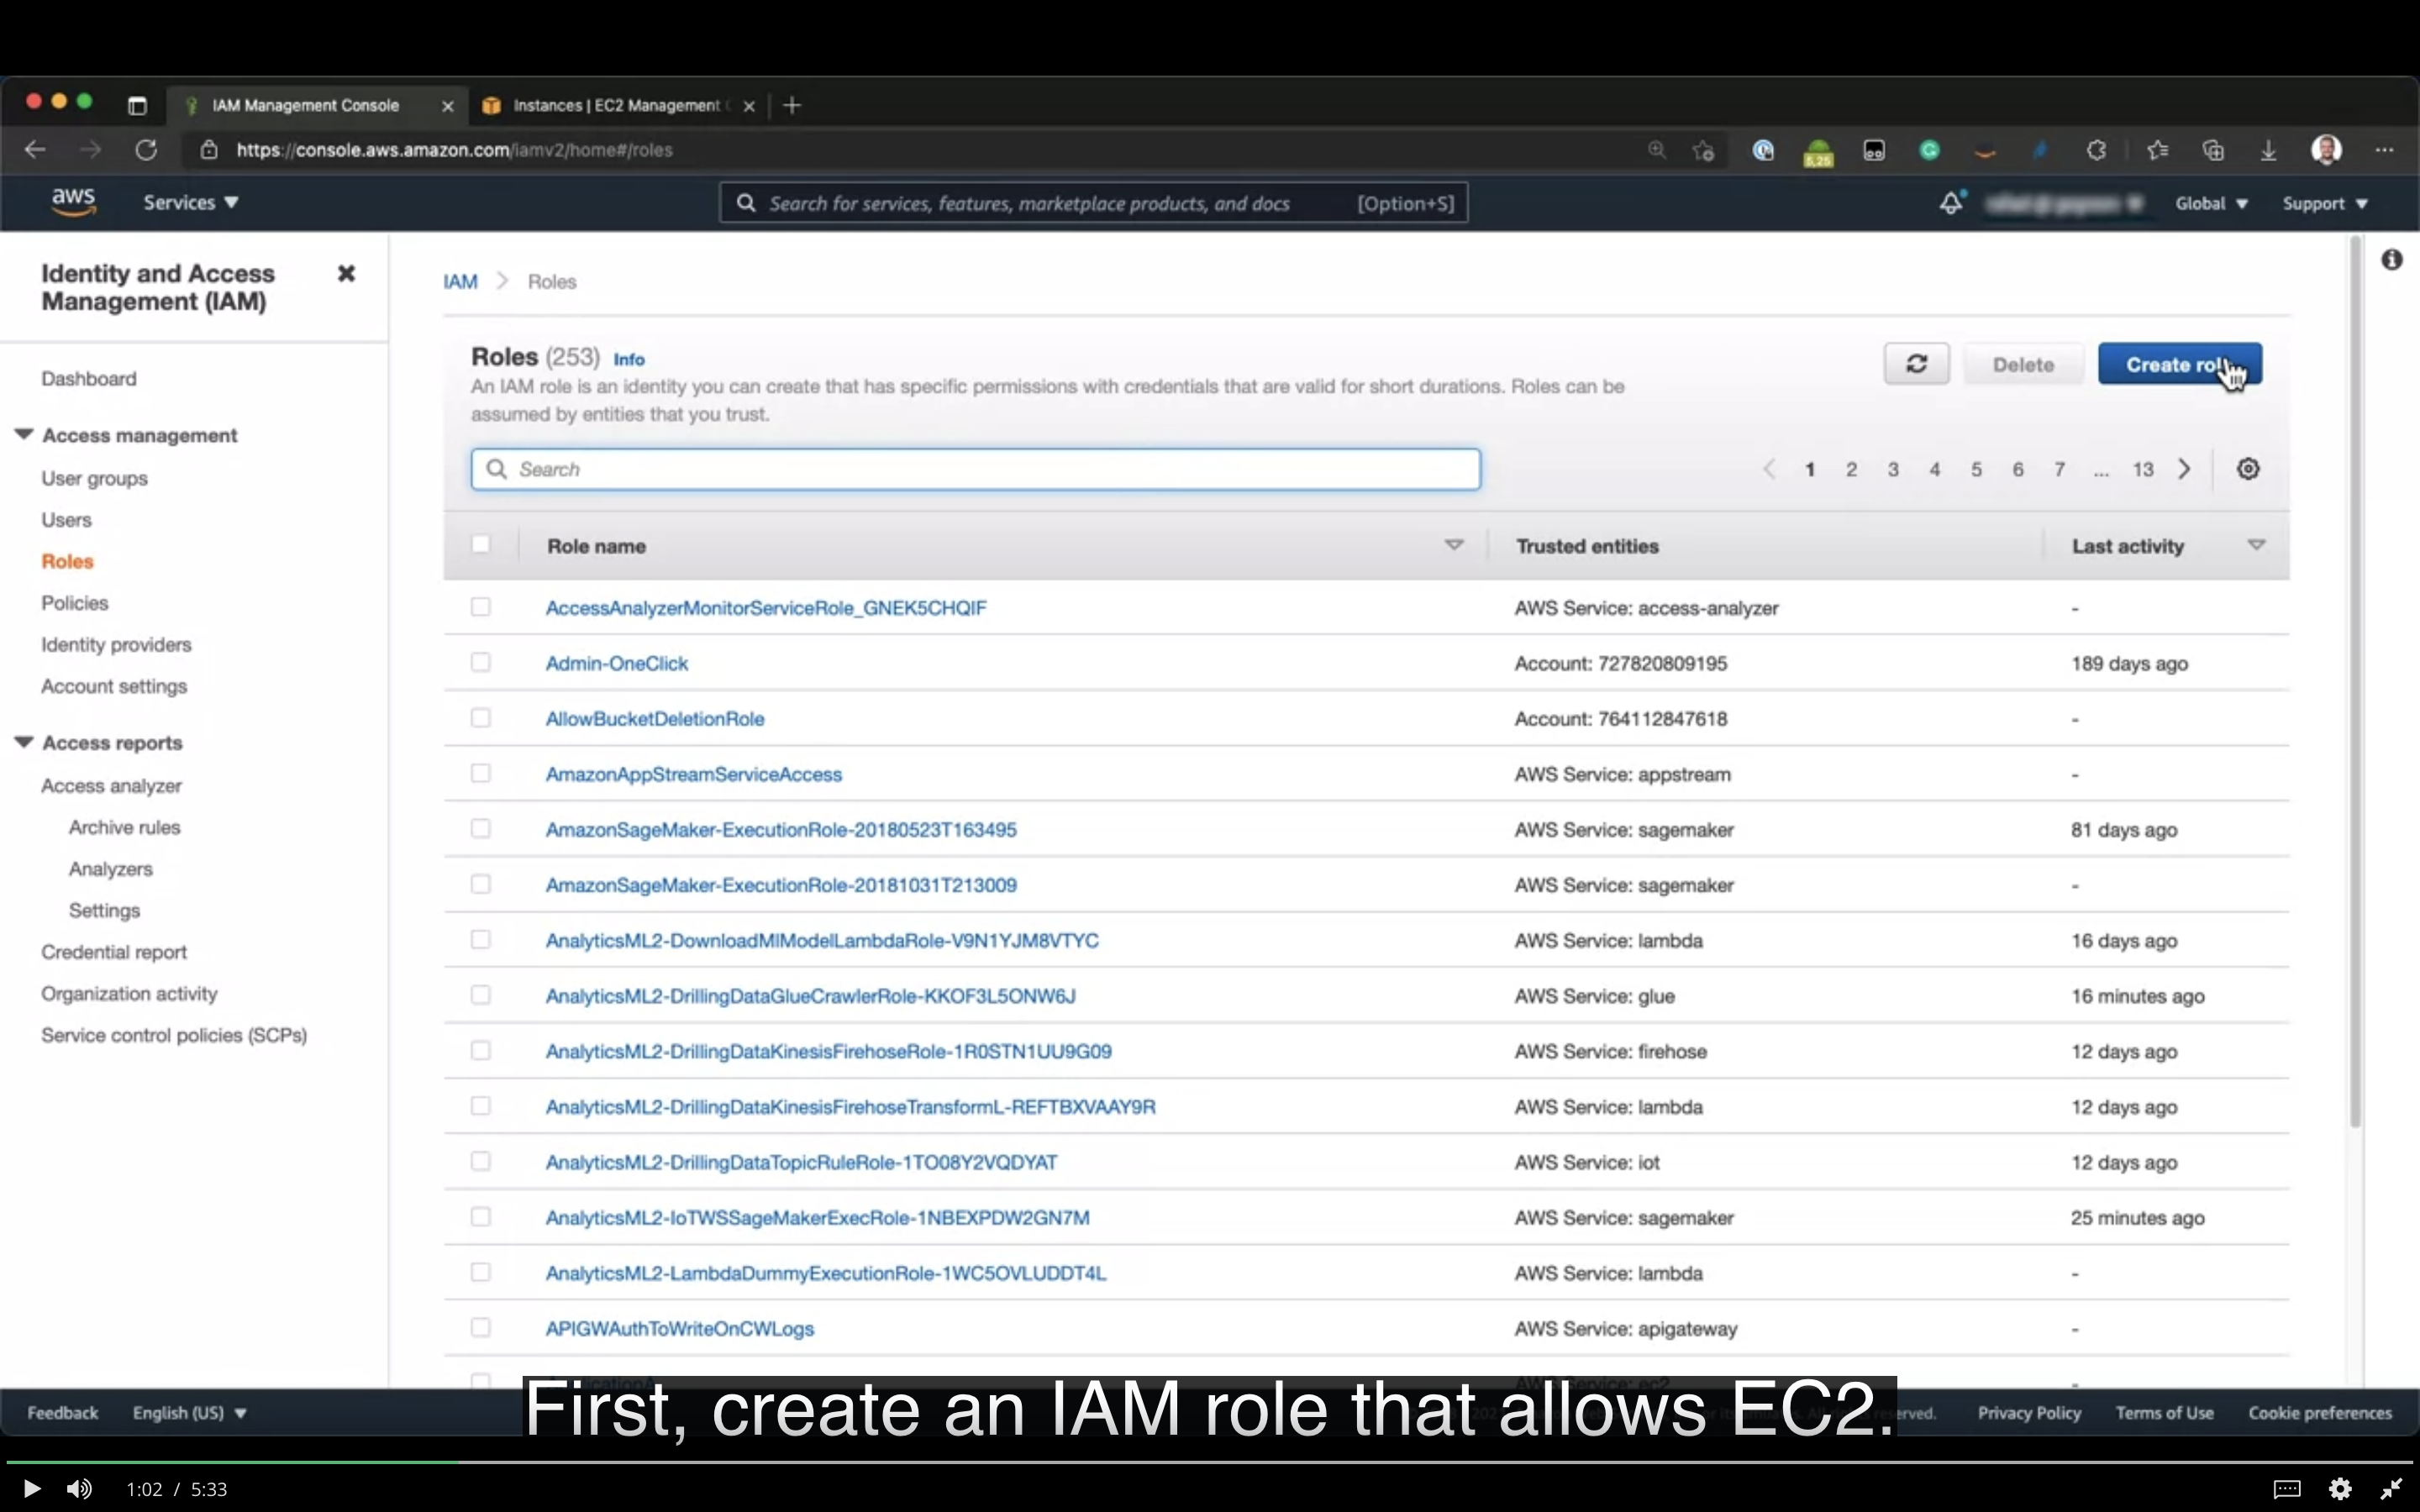 IAM Management Console
Instances | EC2 Management
https://console.aws.amazon.com/iamv2/home#/roles
5,25
aws
Services
Search for services, features, marketplace products, and docs [Option+S]
Global
Support
Identity and Access Management (IAM)
Dashboard
Access management
User groups
Users
Roles
Policies
Identity providers
Account settings
Access reports
Access analyzer
Archive rules
Analyzers
Settings
Credential report
Organization activity
Service control policies (SCPs)
IAM > Roles
Roles (253) Info
An IAM role is an identity you can create that has specific permissions with credentials that are valid for short durations. Roles can be
assumed by entities that you trust.
Delete
Create rol
Search
1 2 3 4 5 6 7 ... 13
Role name Trusted entities Last activity
AccessAnalyzerMonitorServiceRole_GNEK5CHQIF AWS Service: access-analyzer -
Admin-OneClick Account: 727820809195 189 days ago
AllowBucketDeletionRole Account: 764112847618 -
AmazonAppStreamServiceAccess AWS Service: appstream -
AmazonSageMaker-ExecutionRole-20180523T163495 AWS Service: sagemaker 81 days ago
AmazonSageMaker-ExecutionRole-20181031T213009 AWS Service: sagemaker -
AnalyticsML2-DownloadMlModelLambdaRole-V9N1YJM8VTYC AWS Service: lambda 16 days ago
AnalyticsML2-DrillingDataGlueCrawlerRole-KKOF3L5ONW6J AWS Service: glue 16 minutes ago
AnalyticsML2-DrillingDataKinesisFirehoseRole-1R0STN1UU9G09 AWS Service: firehose 12 days ago
AnalyticsML2-DrillingDataKinesisFirehoseTransformL-REFTBXVAAY9R AWS Service: lambda 12 days ago
AnalyticsML2-DrillingDataTopicRuleRole-1TO08Y2VQDYAT AWS Service: iot 12 days ago
AnalyticsML2-IoTWSSageMakerExecRole-1NBEXPDW2GN7M AWS Service: sagemaker 25 minutes ago
AnalyticsML2-LambdaDummyExecutionRole-1WC5OVLUDDT4L AWS Service: lambda -
APIGWAuthToWriteOnCWLogs AWS Service: apigateway -
First, create an IAM role that allows EC2.
Feedback English (US) Privacy Policy Terms of Use Cookie preferences
1:02 / 5:33